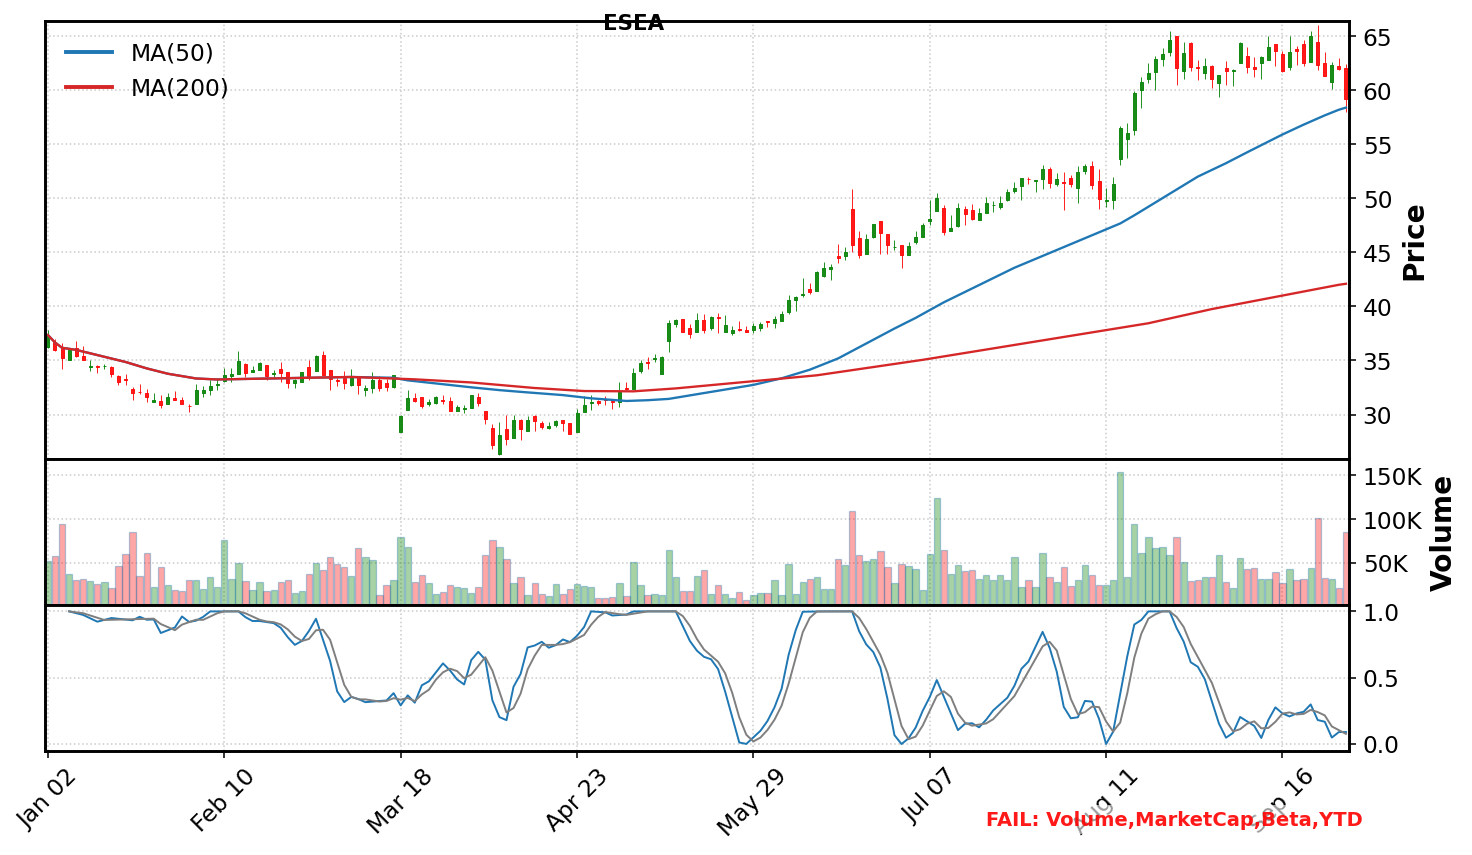 ESEA
MA(50)
MA(200)
65
60
55
50
45
40
35
30
Price
150K
100K
50K
Volume
1.0
0.5
0.0
Jan 02
Feb 10
Mar 18
Apr 23
May 29
Jul 07
Aug 11
Sep 16
FAIL: Volume,MarketCap,Beta,YTD